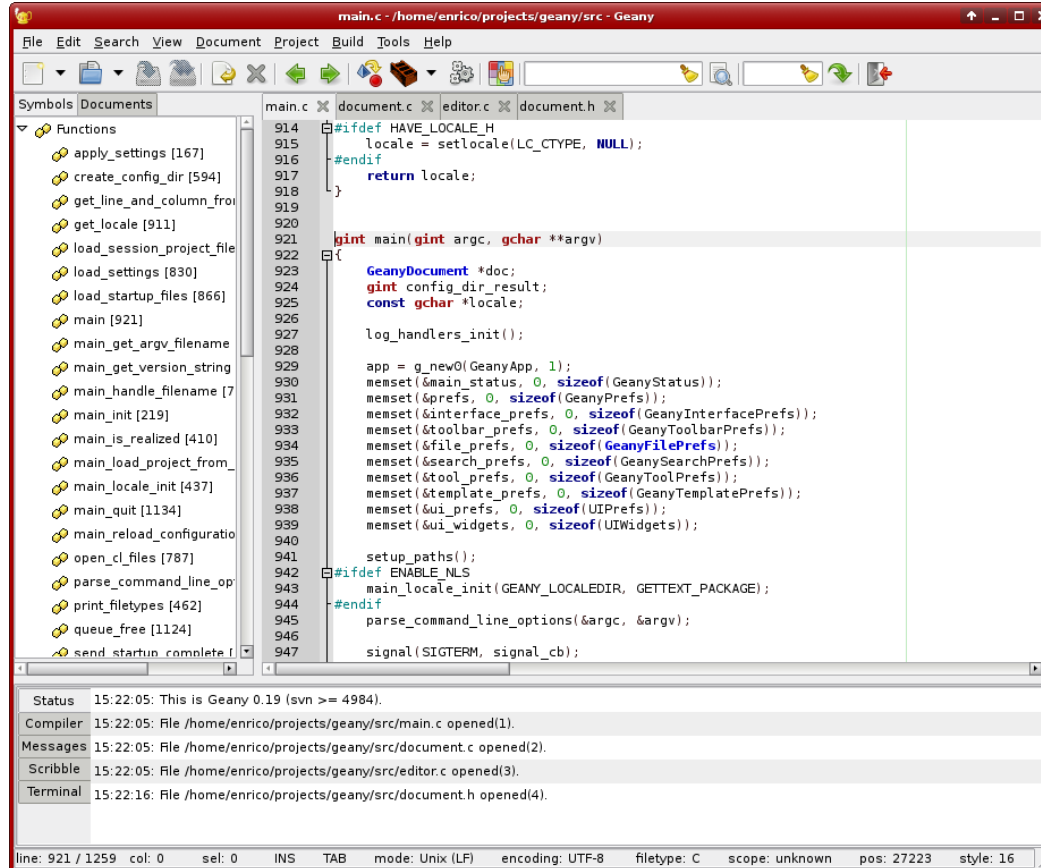 main.c - /home/enrico/projects/geany/src - Geany
File Edit Search View Document Project Build Tools Help
Symbols Documents
Functions
apply_settings [167]
create_config_dir [594]
get_line_and_column_fro
get_locale [911]
load_session_project_file
load_settings [830]
load_startup_files [866]
main [921]
main_get_argv_filename
main_get_version_string
main_handle_filename [7
main_init [219]
main_is_realized [410]
main_load_project_from_
main_locale_init [437]
main_quit [1134]
main_reload_configuratio
open_cl_files [787]
parse_command_line_op
print_filetypes [462]
queue_free [1124]
send_startup_complete [
main.c document.c editor.c document.h
914 #ifdef HAVE_LOCALE_H
915     locale = setlocale(LC_CTYPE, NULL);
916 #endif
917     return locale;
918 }
919
920
921 gint main(gint argc, gchar **argv)
922 {
923     GeanyDocument *doc;
924     gint config_dir_result;
925     const gchar *locale;
926
927     log_handlers_init();
928
929     app = g_new0(GeanyApp, 1);
930     memset(&main_status, 0, sizeof(GeanyStatus));
931     memset(&prefs, 0, sizeof(GeanyPrefs));
932     memset(&interface_prefs, 0, sizeof(GeanyInterfacePrefs));
933     memset(&toolbar_prefs, 0, sizeof(GeanyToolbarPrefs));
934     memset(&file_prefs, 0, sizeof(GeanyFilePrefs));
935     memset(&search_prefs, 0, sizeof(GeanySearchPrefs));
936     memset(&tool_prefs, 0, sizeof(GeanyToolPrefs));
937     memset(&template_prefs, 0, sizeof(GeanyTemplatePrefs));
938     memset(&ui_prefs, 0, sizeof(UIPrefs));
939     memset(&ui_widgets, 0, sizeof(UIWidgets));
940
941     setup_paths();
942 #ifdef ENABLE_NLS
943     main_locale_init(GEANY_LOCALEDIR, GETTEXT_PACKAGE);
944 #endif
945     parse_command_line_options(&argc, &argv);
946
947     signal(SIGTERM, signal_cb);
Status
Compiler
Messages
Scribble
Terminal
15:22:05: This is Geany 0.19 (svn >= 4984).
15:22:05: File /home/enrico/projects/geany/src/main.c opened(1).
15:22:05: File /home/enrico/projects/geany/src/document.c opened(2).
15:22:05: File /home/enrico/projects/geany/src/editor.c opened(3).
15:22:16: File /home/enrico/projects/geany/src/document.h opened(4).
line: 921 / 1259 col: 0 sel: 0 INS TAB mode: Unix (LF) encoding: UTF-8 filetype: C scope: unknown pos: 27223 style: 16